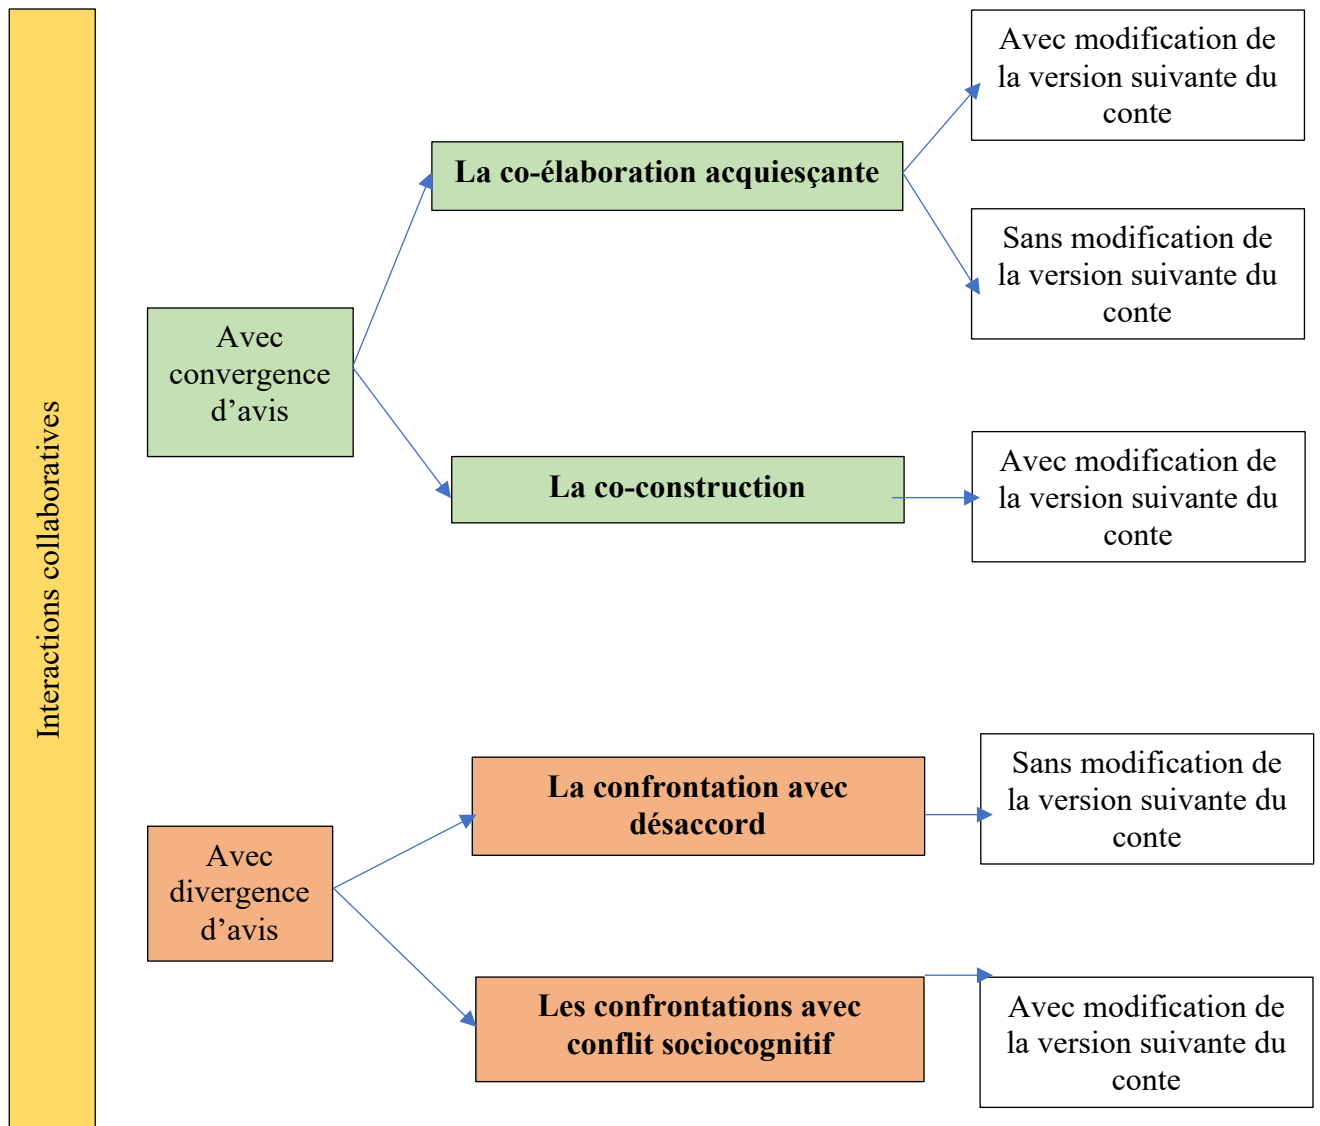 Interactions collaboratives
Avec
convergence
d’avis
La co-élaboration acquiesçante
Avec modification de
la version suivante du
conte
Sans modification de
la version suivante du
conte
La co-construction
Avec modification de
la version suivante du
conte
Avec
divergence
d’avis
La confrontation avec
désaccord
Sans modification de
la version suivante du
conte
Les confrontations avec
conflit sociocognitif
Avec modification de
la version suivante du
conte